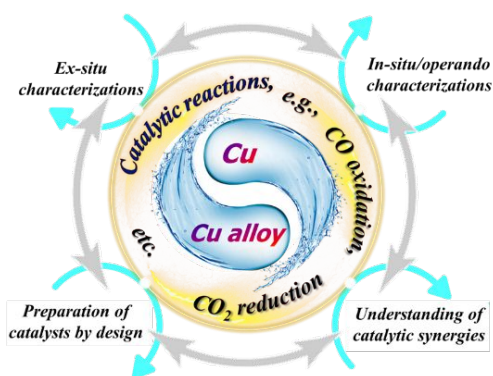 Ex-situ
characterizations
In-situ/operando
characterizations
Catalytic reactions, e.g., CO oxidation,
CO₂ reduction
etc.
Cu
Cu alloy
Preparation of
catalysts by design
Understanding of
catalytic synergies